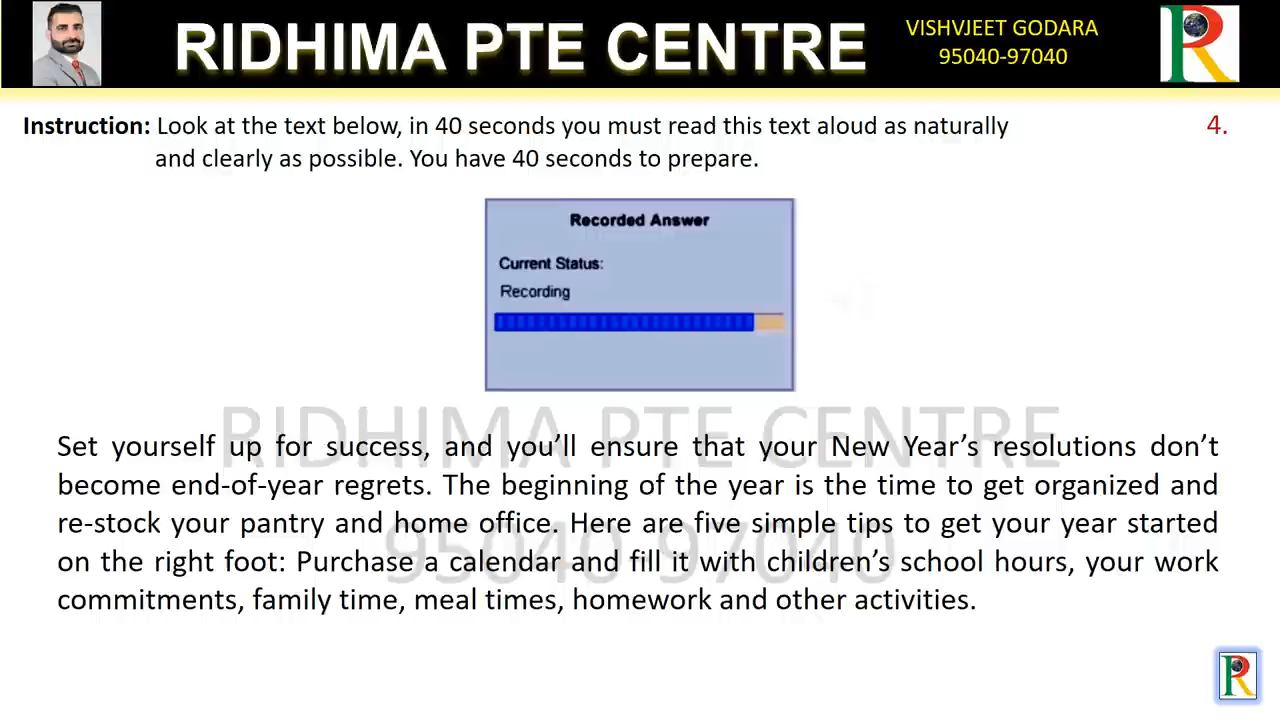 RIDHIMA PTE CENTRE
VISHVJEET GODARA
95040-97040
Instruction: Look at the text below, in 40 seconds you must read this text aloud as naturally
and clearly as possible. You have 40 seconds to prepare.
4.
Recorded Answer
Current Status:
Recording
RIDHIMA PTE CENTRE
95040 97040
Set yourself up for success, and you’ll ensure that your New Year’s resolutions don’t
become end-of-year regrets. The beginning of the year is the time to get organized and
re-stock your pantry and home office. Here are five simple tips to get your year started
on the right foot: Purchase a calendar and fill it with children’s school hours, your work
commitments, family time, meal times, homework and other activities.